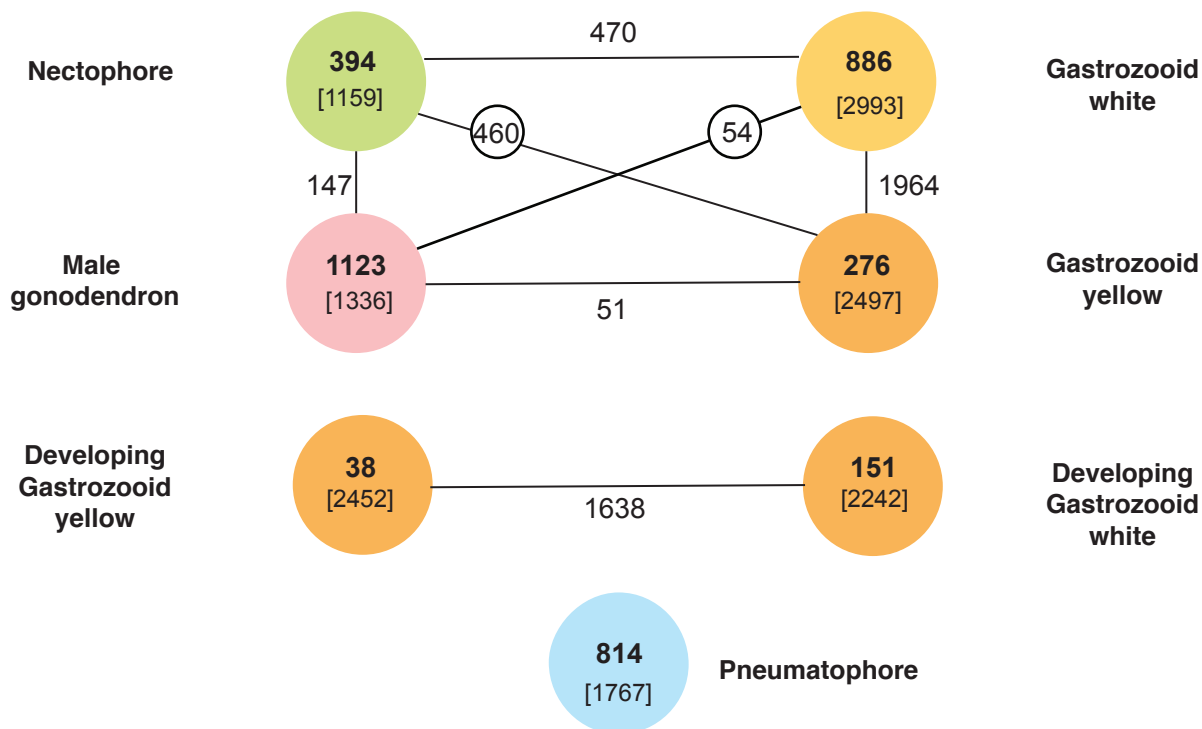 470
Nectophore
394
[1159]
886
[2993]
Gastrozooid
white
460
54
147
1964
Male
gonodendron
1123
[1336]
276
[2497]
Gastrozooid
yellow
51
Developing
Gastrozooid
yellow
38
[2452]
1638
151
[2242]
Developing
Gastrozooid
white
814
[1767]
Pneumatophore